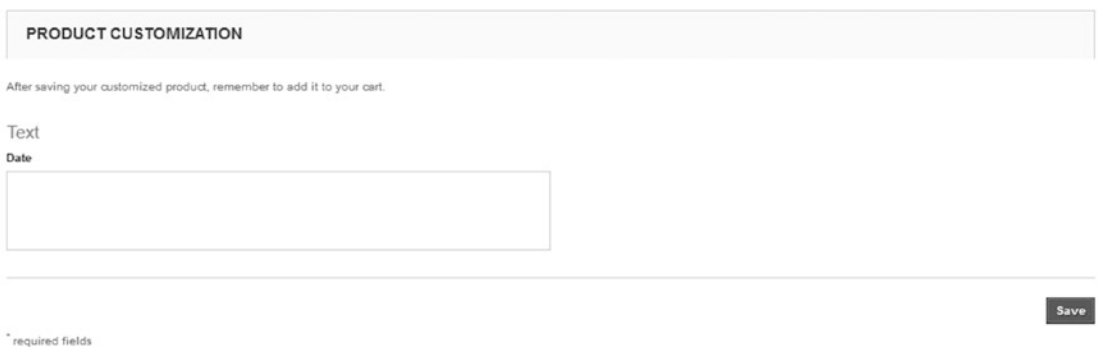 PRODUCT CUSTOMIZATION
After saving your customized product, remember to add it to your cart.
Text
Date
Save
* required fields